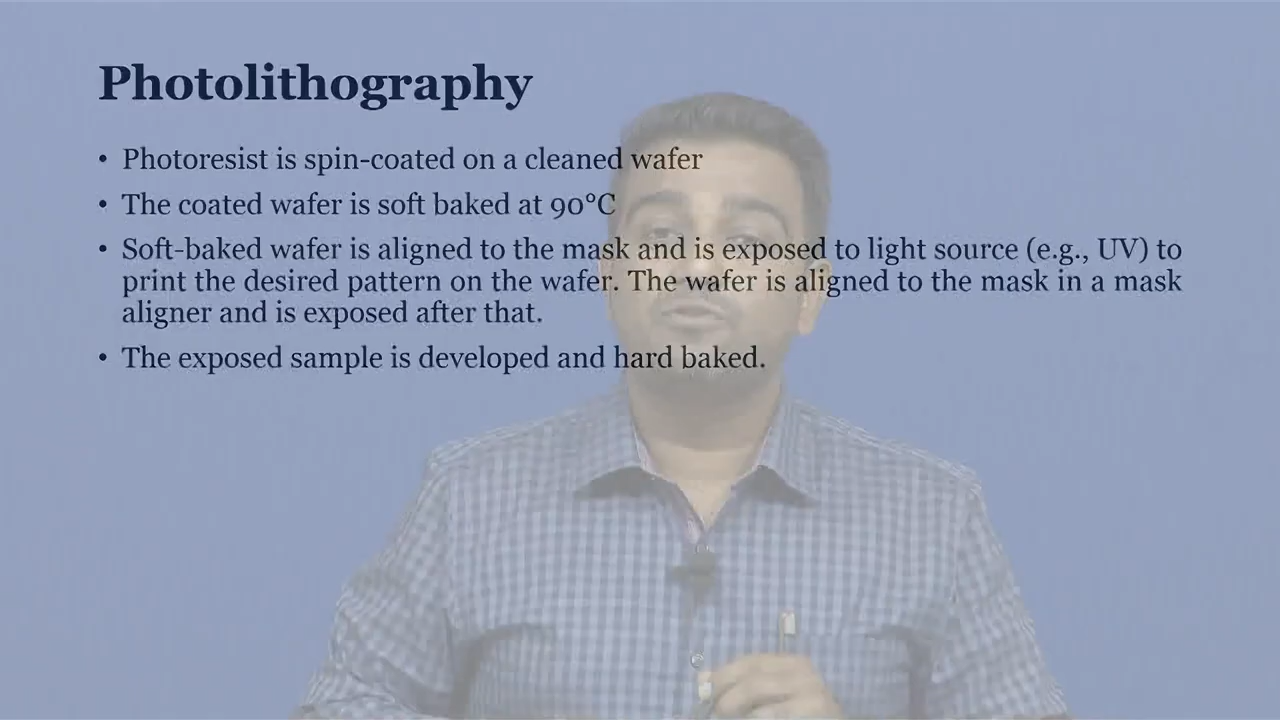 Photolithography
• Photoresist is spin-coated on a cleaned wafer
• The coated wafer is soft baked at 90°C
• Soft-baked wafer is aligned to the mask and is exposed to light source (e.g., UV) to
print the desired pattern on the wafer. The wafer is aligned to the mask in a mask
aligner and is exposed after that.
• The exposed sample is developed and hard baked.